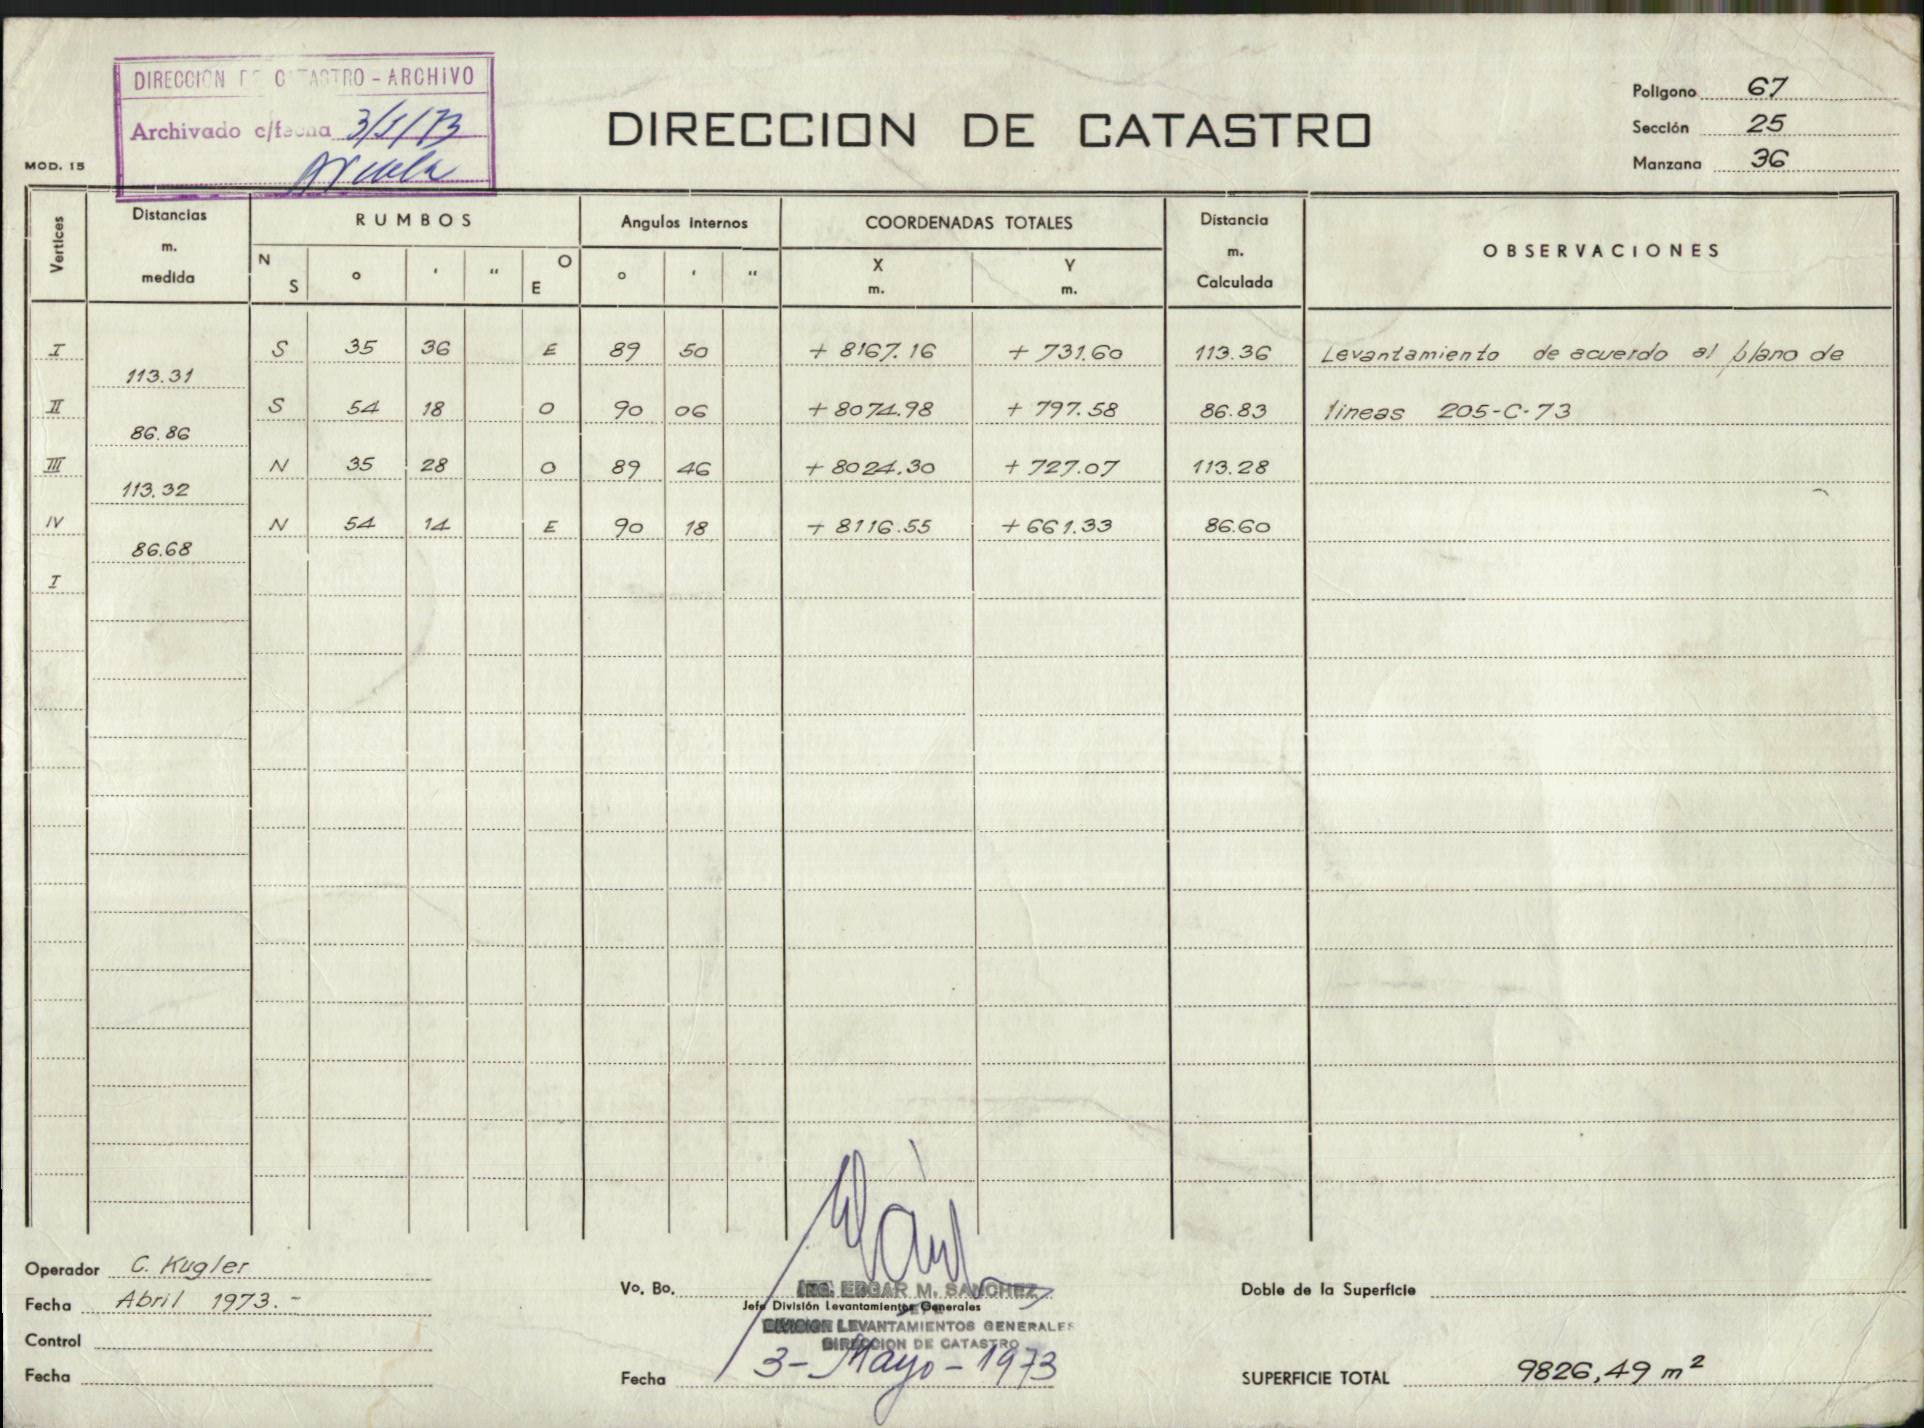 DIRECCION DE CATASTRO - ARCHIVO
Archivado c/fecha 3/5/73
MOD. 15
DIRECCION DE CATASTRO
Polígono 67
Sección 25
Manzana 36
Vertices
Distancias m. medida
RUMBOS
N S ° ' " O E
Angulos internos
° ' "
COORDENADAS TOTALES
X m. Y m.
Distancia m. Calculada
OBSERVACIONES
I S 35 36 E 89 50 + 8167.16 + 731.60 113.36 Levantamiento de acuerdo al plano de
113.31
II S 54 18 O 90 06 + 8074.98 + 797.58 86.83 líneas 205-C-73
86.86
III N 35 28 O 89 46 + 8024.30 + 727.07 113.28
113.32
IV N 54 14 E 90 18 + 8116.55 + 661.33 86.60
86.68
I
Operador C. Kugler
Fecha Abril 1973.-
Control
Fecha
Vo. Bo.
ING. EDGAR M. SANCHEZ
Jefe División Levantamientos Generales
JEFE
DIVISION LEVANTAMIENTOS GENERALES
DIRECCION DE CATASTRO
Fecha 3-Mayo-1973
Doble de la Superficie
SUPERFICIE TOTAL 9826,49 m²